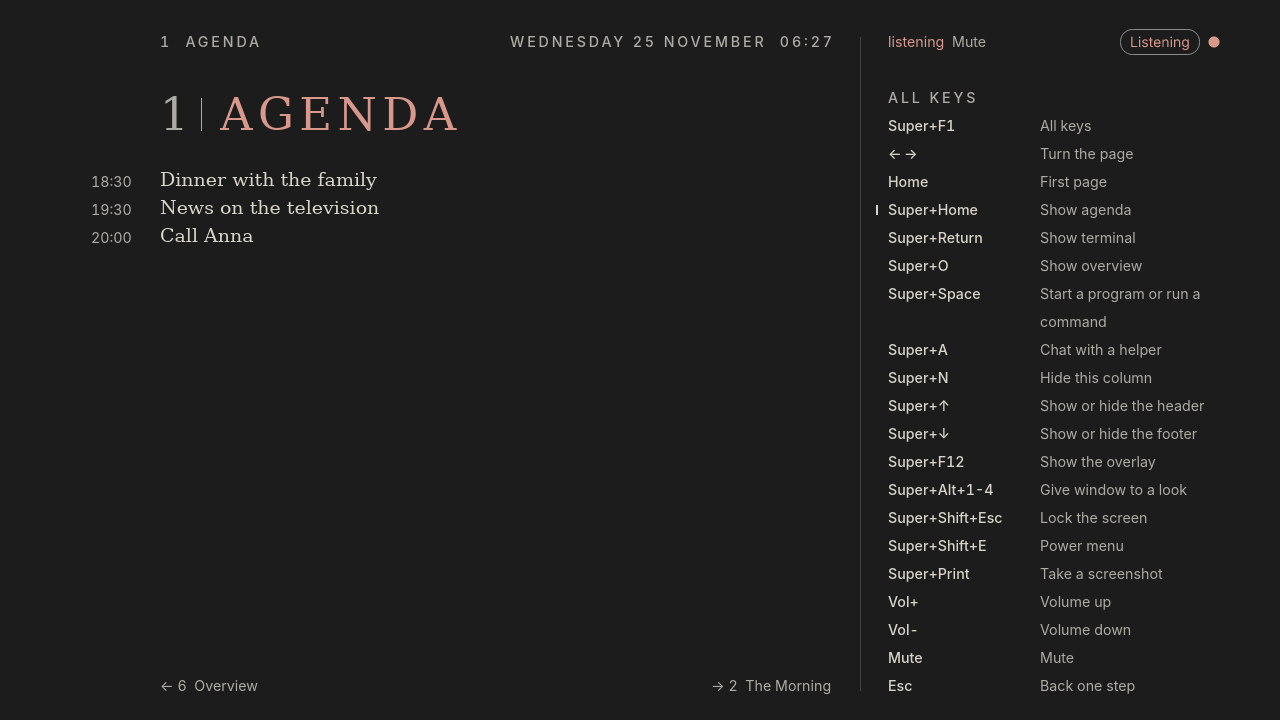 1 AGENDA
WEDNESDAY 25 NOVEMBER 06:27
1 AGENDA
18:30 Dinner with the family
19:30 News on the television
20:00 Call Anna
← 6 Overview
→ 2 The Morning
listening Mute
Listening
ALL KEYS
Super+F1 All keys
← → Turn the page
Home First page
Super+Home Show agenda
Super+Return Show terminal
Super+O Show overview
Super+Space Start a program or run a
command
Super+A Chat with a helper
Super+N Hide this column
Super+↑ Show or hide the header
Super+↓ Show or hide the footer
Super+F12 Show the overlay
Super+Alt+1-4 Give window to a look
Super+Shift+Esc Lock the screen
Super+Shift+E Power menu
Super+Print Take a screenshot
Vol+ Volume up
Vol- Volume down
Mute Mute
Esc Back one step